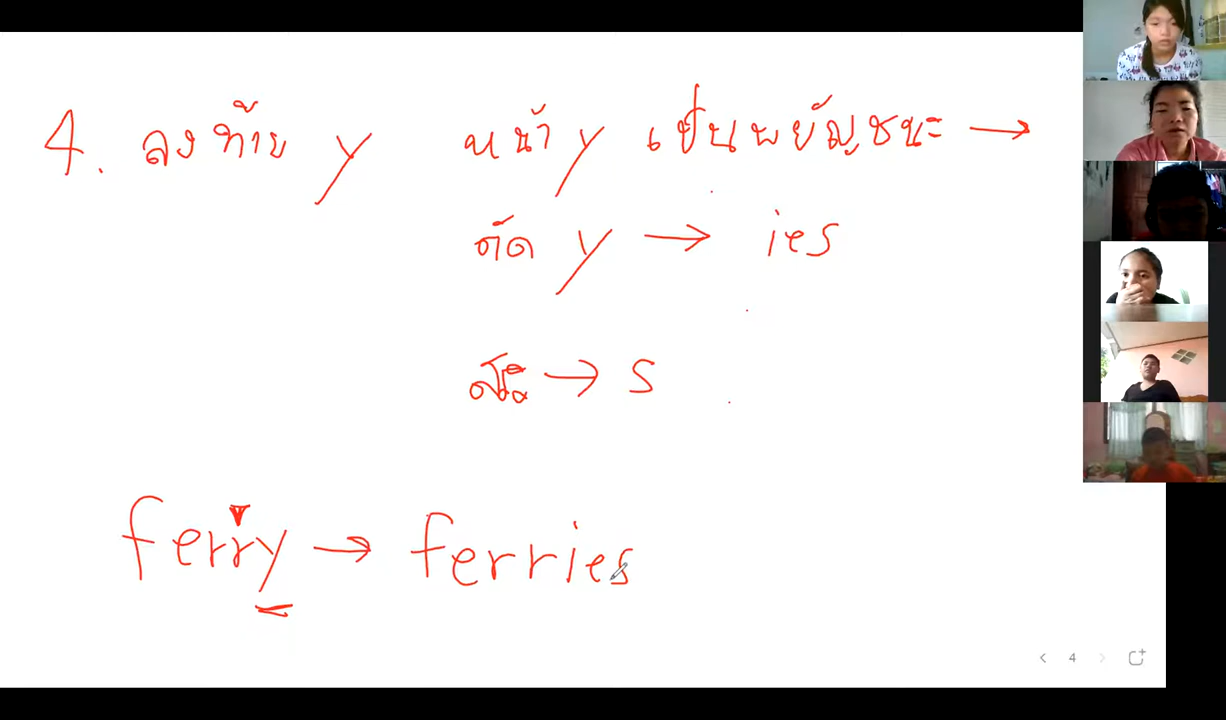 4. ลงท้าย y หน้า y เป็นพยัญชนะ →
ตัด y → ies
สระ → s
ferry → ferries
4